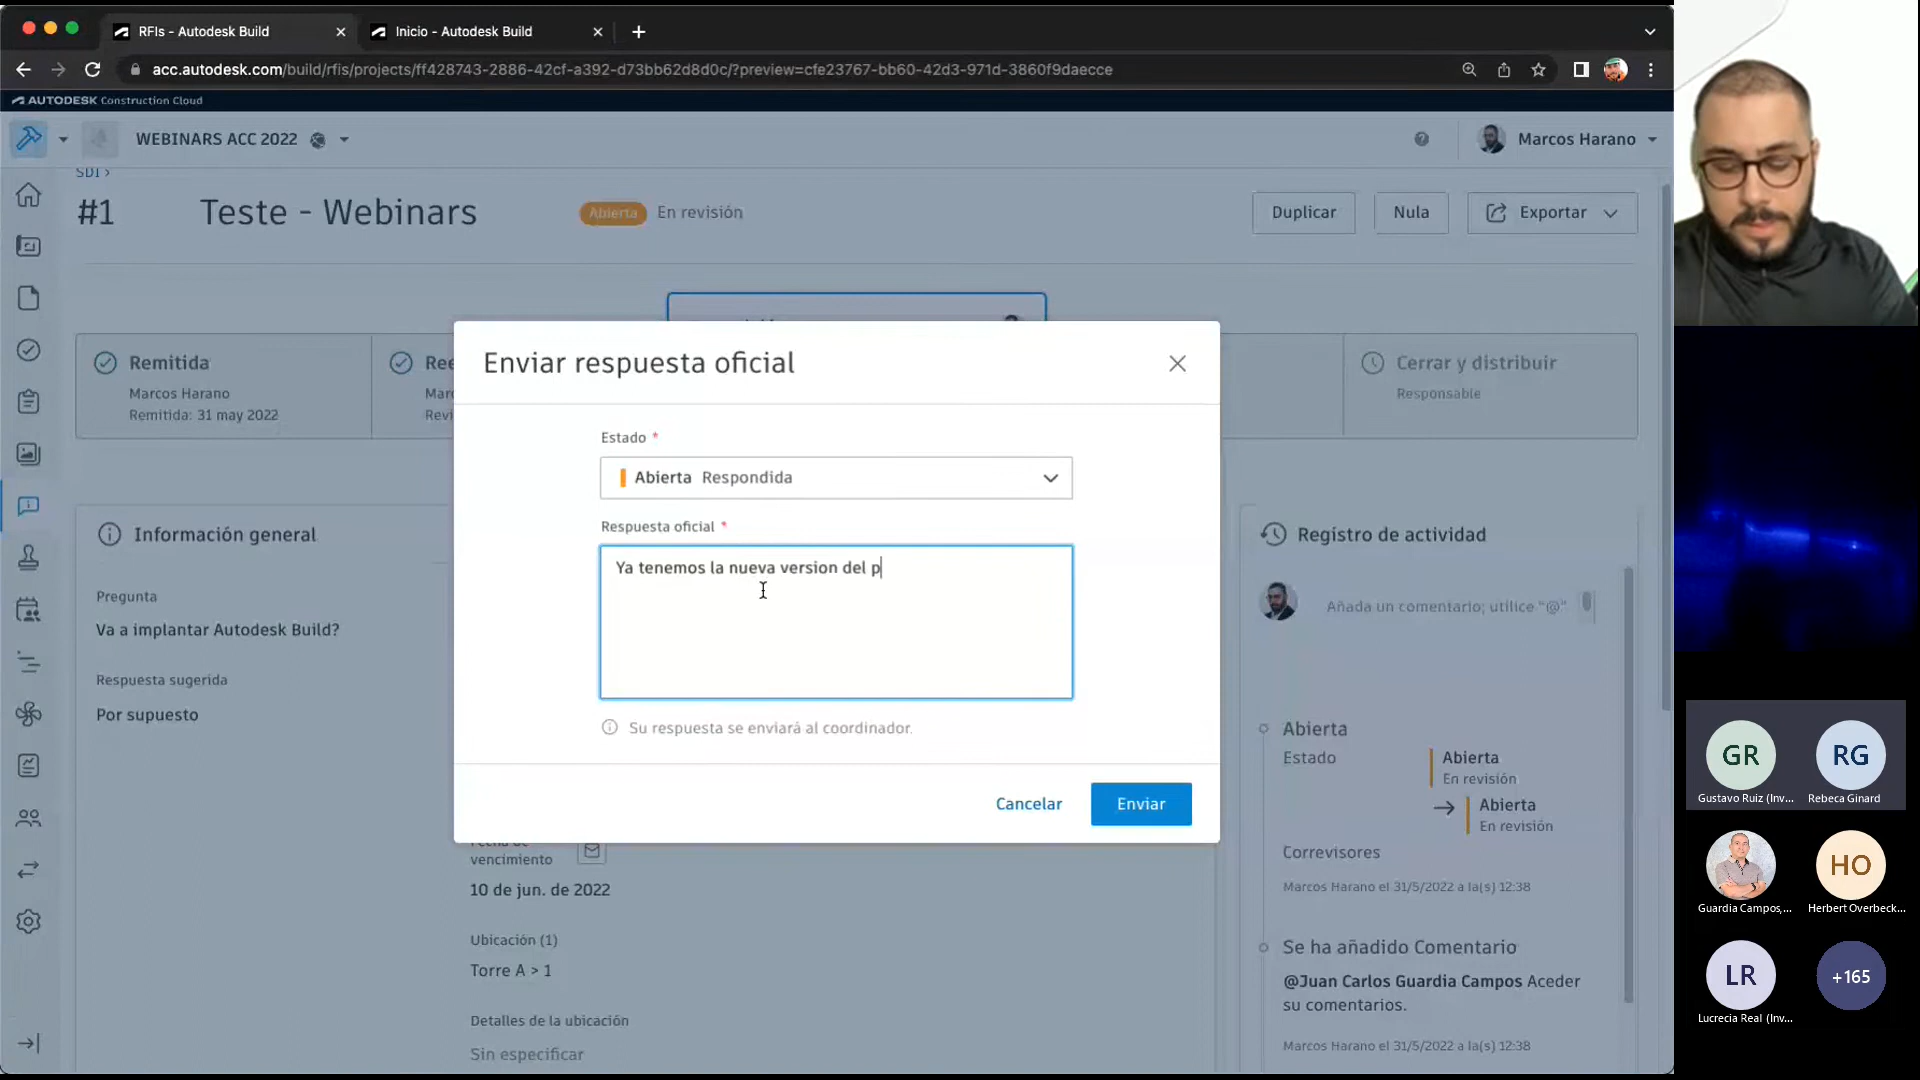 RFIs - Autodesk Build
Inicio - Autodesk Build
acc.autodesk.com/build/rfis/projects/ff428743-2886-42cf-a392-d73bb62d8d0c/?preview=cfe23767-bb60-42d3-971d-3860f9daecce
AUTODESK Construction Cloud
WEBINARS ACC 2022
Marcos Harano
SDI >
#1 Teste - Webinars
Abierta En revisión
Duplicar
Nula
Exportar
Remitida
Marcos Harano
Remitida: 31 may 2022
Cerrar y distribuir
Responsable
Enviar respuesta oficial
Estado *
Abierta Respondida
Respuesta oficial *
Ya tenemos la nueva version del p
Su respuesta se enviará al coordinador.
Cancelar
Enviar
Información general
Pregunta
Va a implantar Autodesk Build?
Respuesta sugerida
Por supuesto
vencimiento
10 de jun. de 2022
Ubicación (1)
Torre A > 1
Detalles de la ubicación
Sin especificar
Registro de actividad
Añada un comentario; utilice "@"
Abierta
Estado
Abierta
En revisión
Abierta
En revisión
Correvisores
Marcos Harano el 31/5/2022 a la(s) 12:38
Se ha añadido Comentario
@Juan Carlos Guardia Campos Aceder
su comentarios.
Marcos Harano el 31/5/2022 a la(s) 12:38
GR
Gustavo Ruiz (Inv...
RG
Rebeca Ginard
Guardia Campos,...
HO
Herbert Overbeck...
LR
Lucrecia Real (Inv...
+165